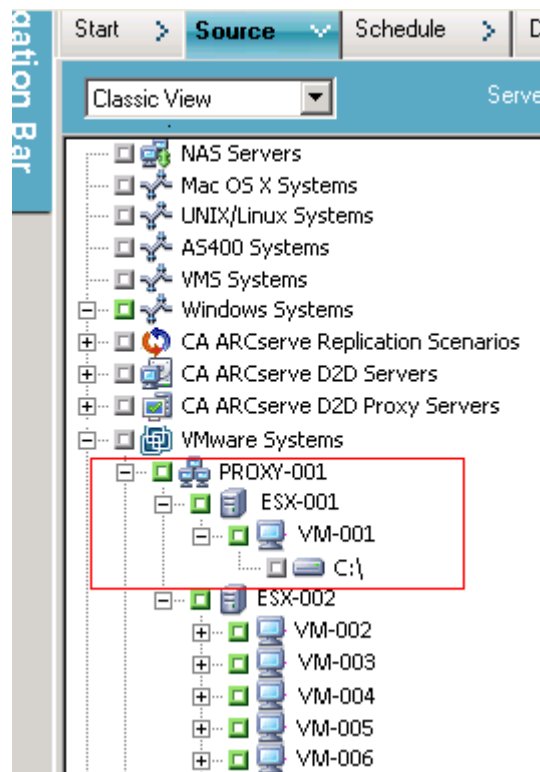 gation Bar
Start > Source Schedule > D
Classic View Serve
NAS Servers
Mac OS X Systems
UNIX/Linux Systems
AS400 Systems
VMS Systems
Windows Systems
CA ARCserve Replication Scenarios
CA ARCserve D2D Servers
CA ARCserve D2D Proxy Servers
VMware Systems
PROXY-001
ESX-001
VM-001
C:\
ESX-002
VM-002
VM-003
VM-004
VM-005
VM-006